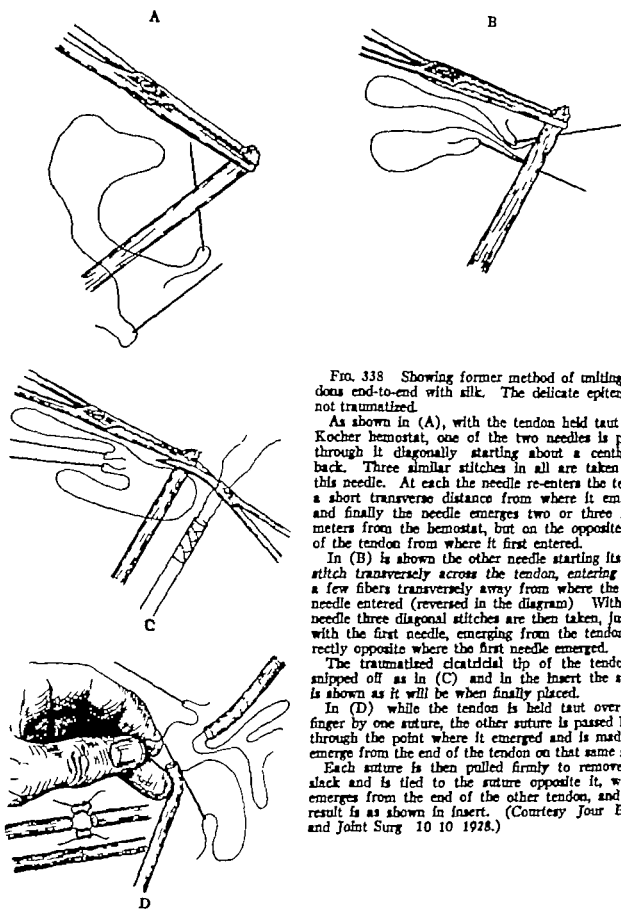 A
B
C
D
FIG. 338 Showing former method of uniting
dons end-to-end with silk. The delicate epiten
not traumatized.
As shown in (A), with the tendon held taut
Kocher hemostat, one of the two needles is p
through it diagonally starting about a cent
back. Three similar stitches in all are taken
this needle. At each the needle re-enters the te
a short transverse distance from where it em
and finally the needle emerges two or three
meters from the hemostat, but on the opposite
of the tendon from where it first entered.
In (B) is shown the other needle starting its
stitch transversely across the tendon, entering
a few fibers transversely away from where the
needle entered (reversed in the diagram) With
needle three diagonal stitches are then taken, ju
with the first needle, emerging from the tendon
rectly opposite where the first needle emerged.
The traumatized cicatricial tip of the tende
snipped off as in (C) and in the insert the s
is shown as it will be when finally placed.
In (D) while the tendon is held taut over
finger by one suture, the other suture is passed
through the point where it emerged and is mad
emerge from the end of the tendon on that same
Each suture is then pulled firmly to remove
slack and is tied to the suture opposite it, w
emerges from the end of the other tendon, and
result is as shown in insert. (Courtesy Jour B
and Joint Surg 10 10 1928.)